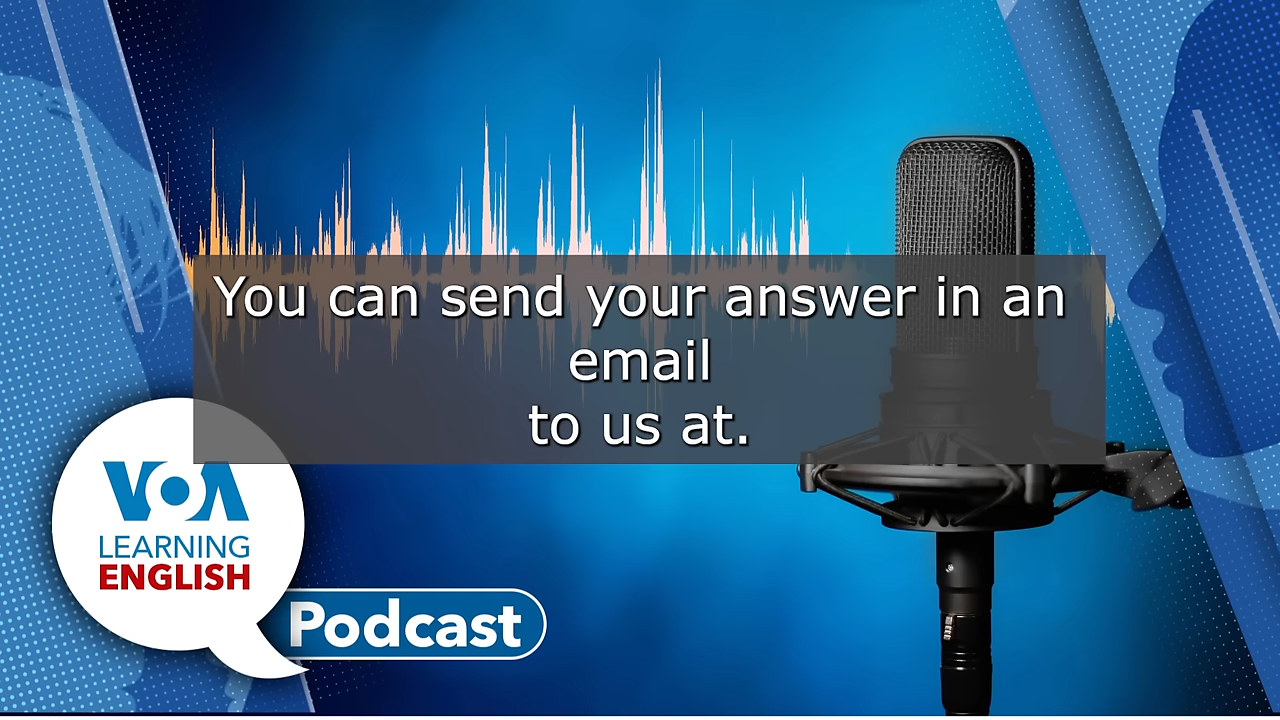 You can send your answer in an
email
to us at.
VOA
LEARNING
ENGLISH
Podcast